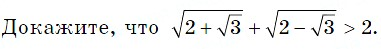 Докажите, что √(2 + √3) + √(2 − √3) > 2.